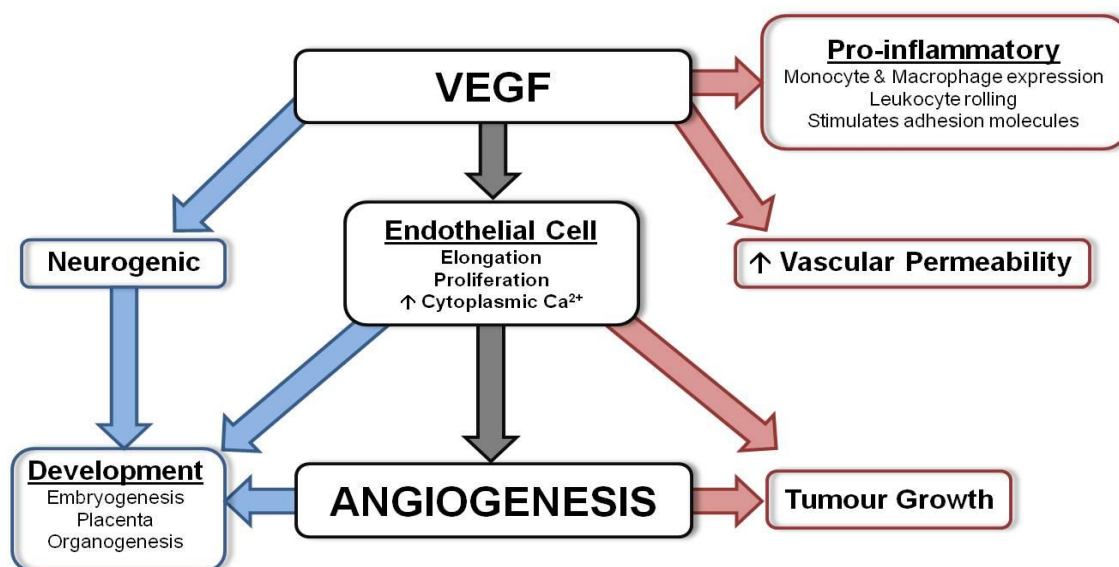 VEGF
Pro-inflammatory
Monocyte & Macrophage expression
Leukocyte rolling
Stimulates adhesion molecules
Neurogenic
Endothelial Cell
Elongation
Proliferation
↑ Cytoplasmic Ca²⁺
↑ Vascular Permeability
Development
Embryogenesis
Placenta
Organogenesis
ANGIOGENESIS
Tumour Growth